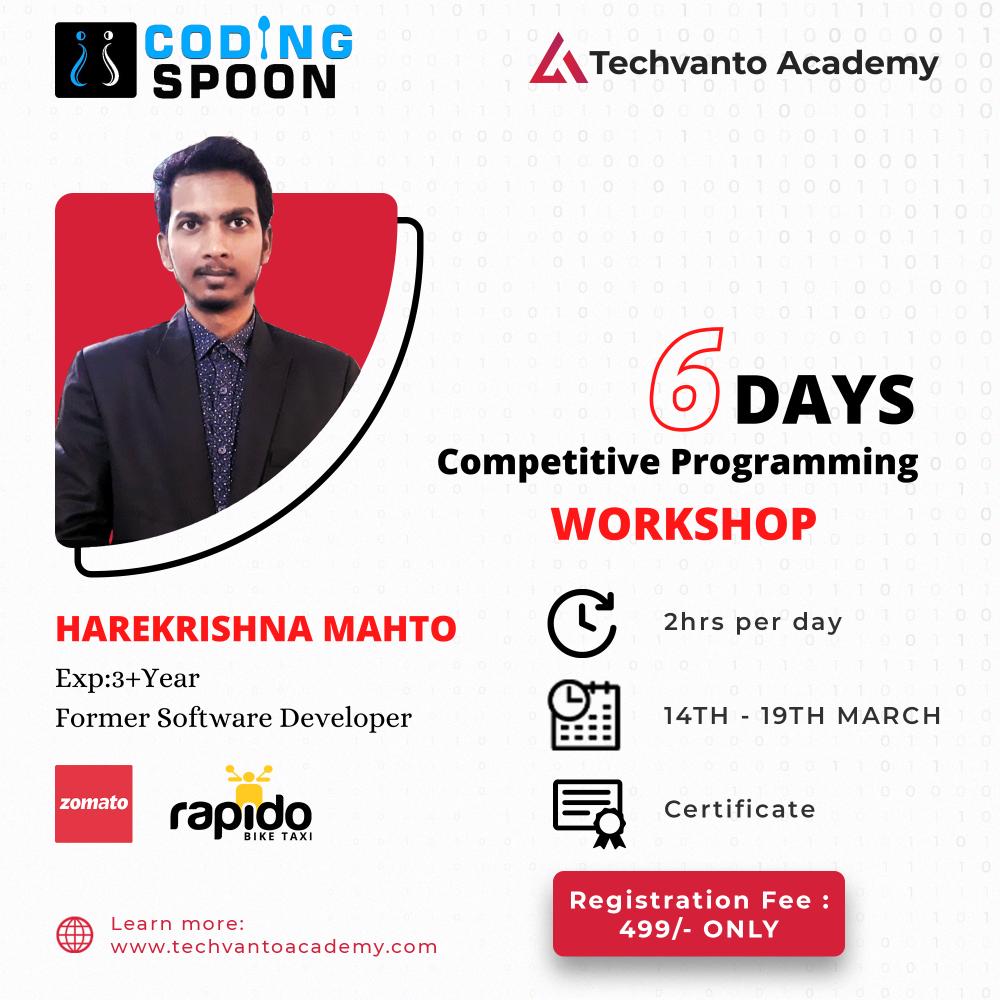 CODING
SPOON
Techvanto Academy
6 DAYS
Competitive Programming
WORKSHOP
HAREKRISHNA MAHTO
Exp:3+Year
Former Software Developer
zomato
rapido
BIKE TAXI
2hrs per day
14TH - 19TH MARCH
Certificate
Registration Fee :
499/- ONLY
Learn more:
www.techvantoacademy.com